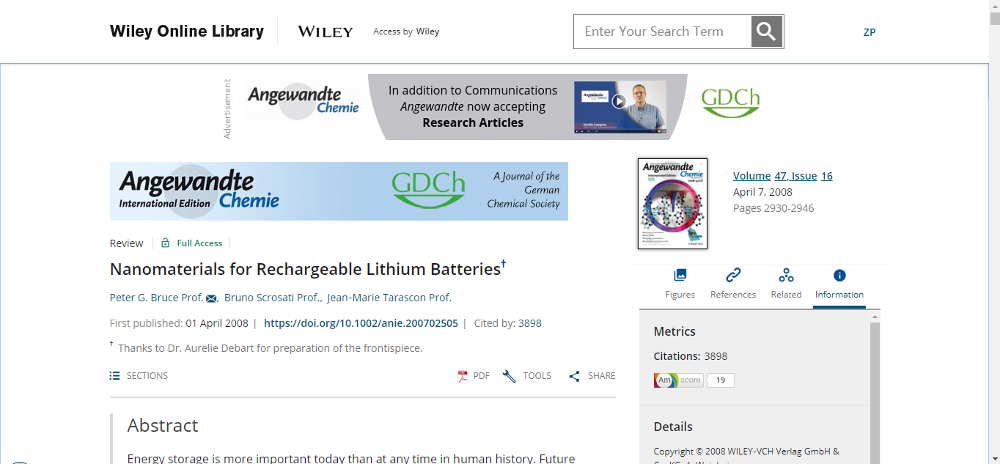 Wiley Online Library
WILEY
Access by Wiley
Enter Your Search Term
ZP
Advertisement
Angewandte
Chemie
In addition to Communications
Angewandte now accepting
Research Articles
Angewandte
GDCh
Angewandte
International Edition Chemie
GDCh
A Journal of the
German
Chemical Society
Angewandte
Chemie
International Edition
Volume 47, Issue 16
April 7, 2008
Pages 2930-2946
Review
Full Access
Nanomaterials for Rechargeable Lithium Batteries†
Peter G. Bruce Prof. , Bruno Scrosati Prof., Jean-Marie Tarascon Prof.
First published: 01 April 2008 | https://doi.org/10.1002/anie.200702505 | Cited by: 3898
† Thanks to Dr. Aurelie Debart for preparation of the frontispiece.
SECTIONS
PDF
TOOLS
SHARE
Figures
References
Related
Information
Metrics
Citations: 3898
Am score 19
Details
Copyright © 2008 WILEY-VCH Verlag GmbH &
Abstract
Energy storage is more important today than at any time in human history. Future